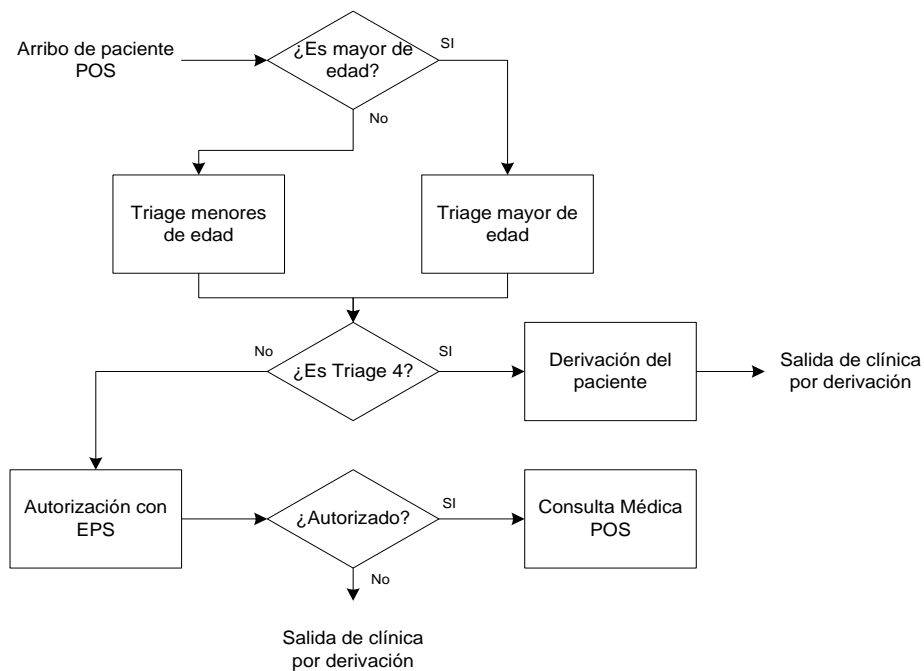 Arribo de paciente
POS
¿Es mayor de
edad?
SI
No
Triage menores
de edad
Triage mayor de
edad
No
¿Es Triage 4?
SI
Derivación del
paciente
Salida de clínica
por derivación
Autorización con
EPS
¿Autorizado?
SI
Consulta Médica
POS
No
Salida de clínica
por derivación